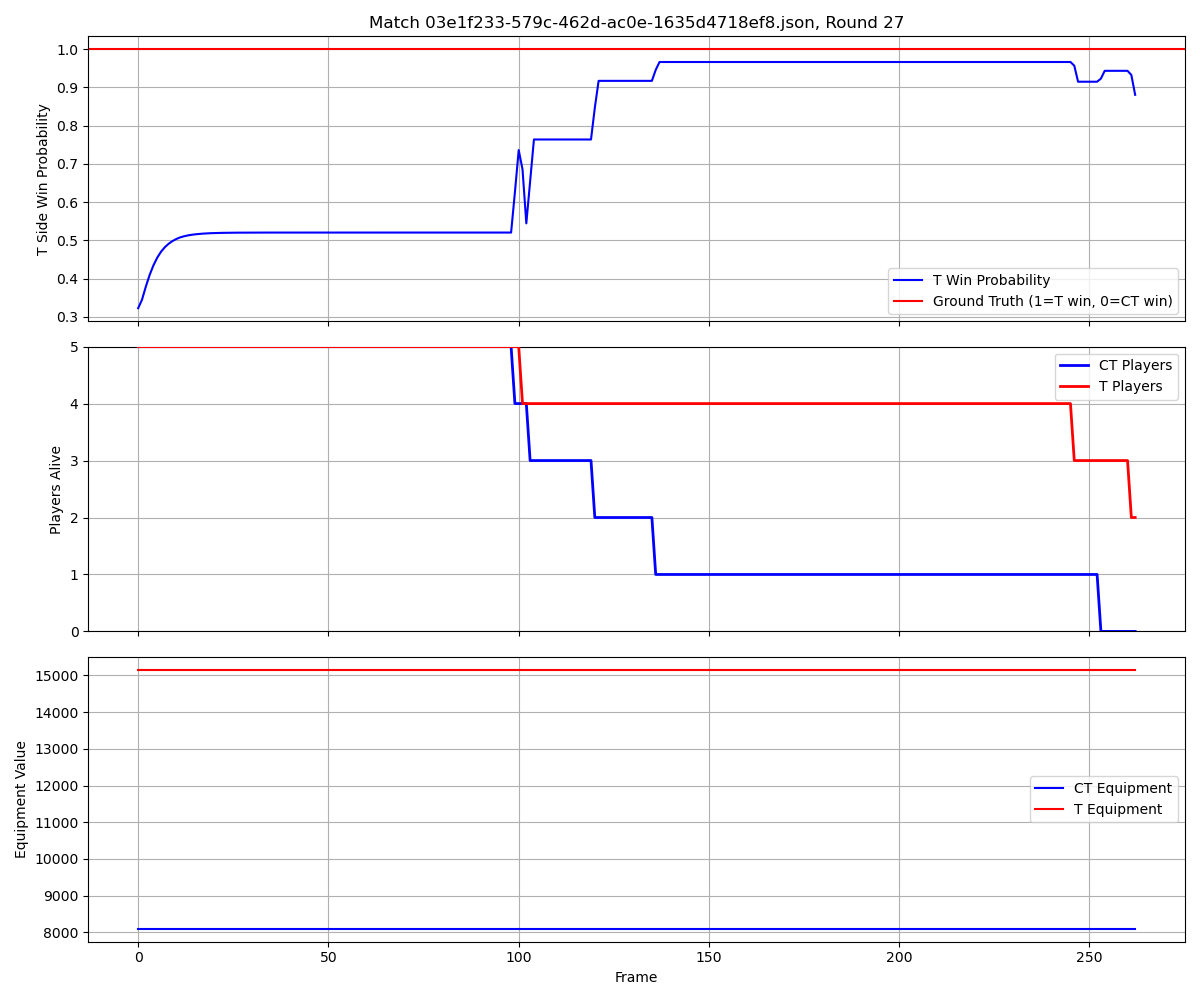 Match 03e1f233-579c-462d-ac0e-1635d4718ef8.json, Round 27
T Side Win Probability
1.0
0.9
0.8
0.7
0.6
0.5
0.4
0.3
T Win Probability
Ground Truth (1=T win, 0=CT win)
Players Alive
5
4
3
2
1
0
CT Players
T Players
Equipment Value
15000
14000
13000
12000
11000
10000
9000
8000
CT Equipment
T Equipment
0
50
100
150
200
250
Frame